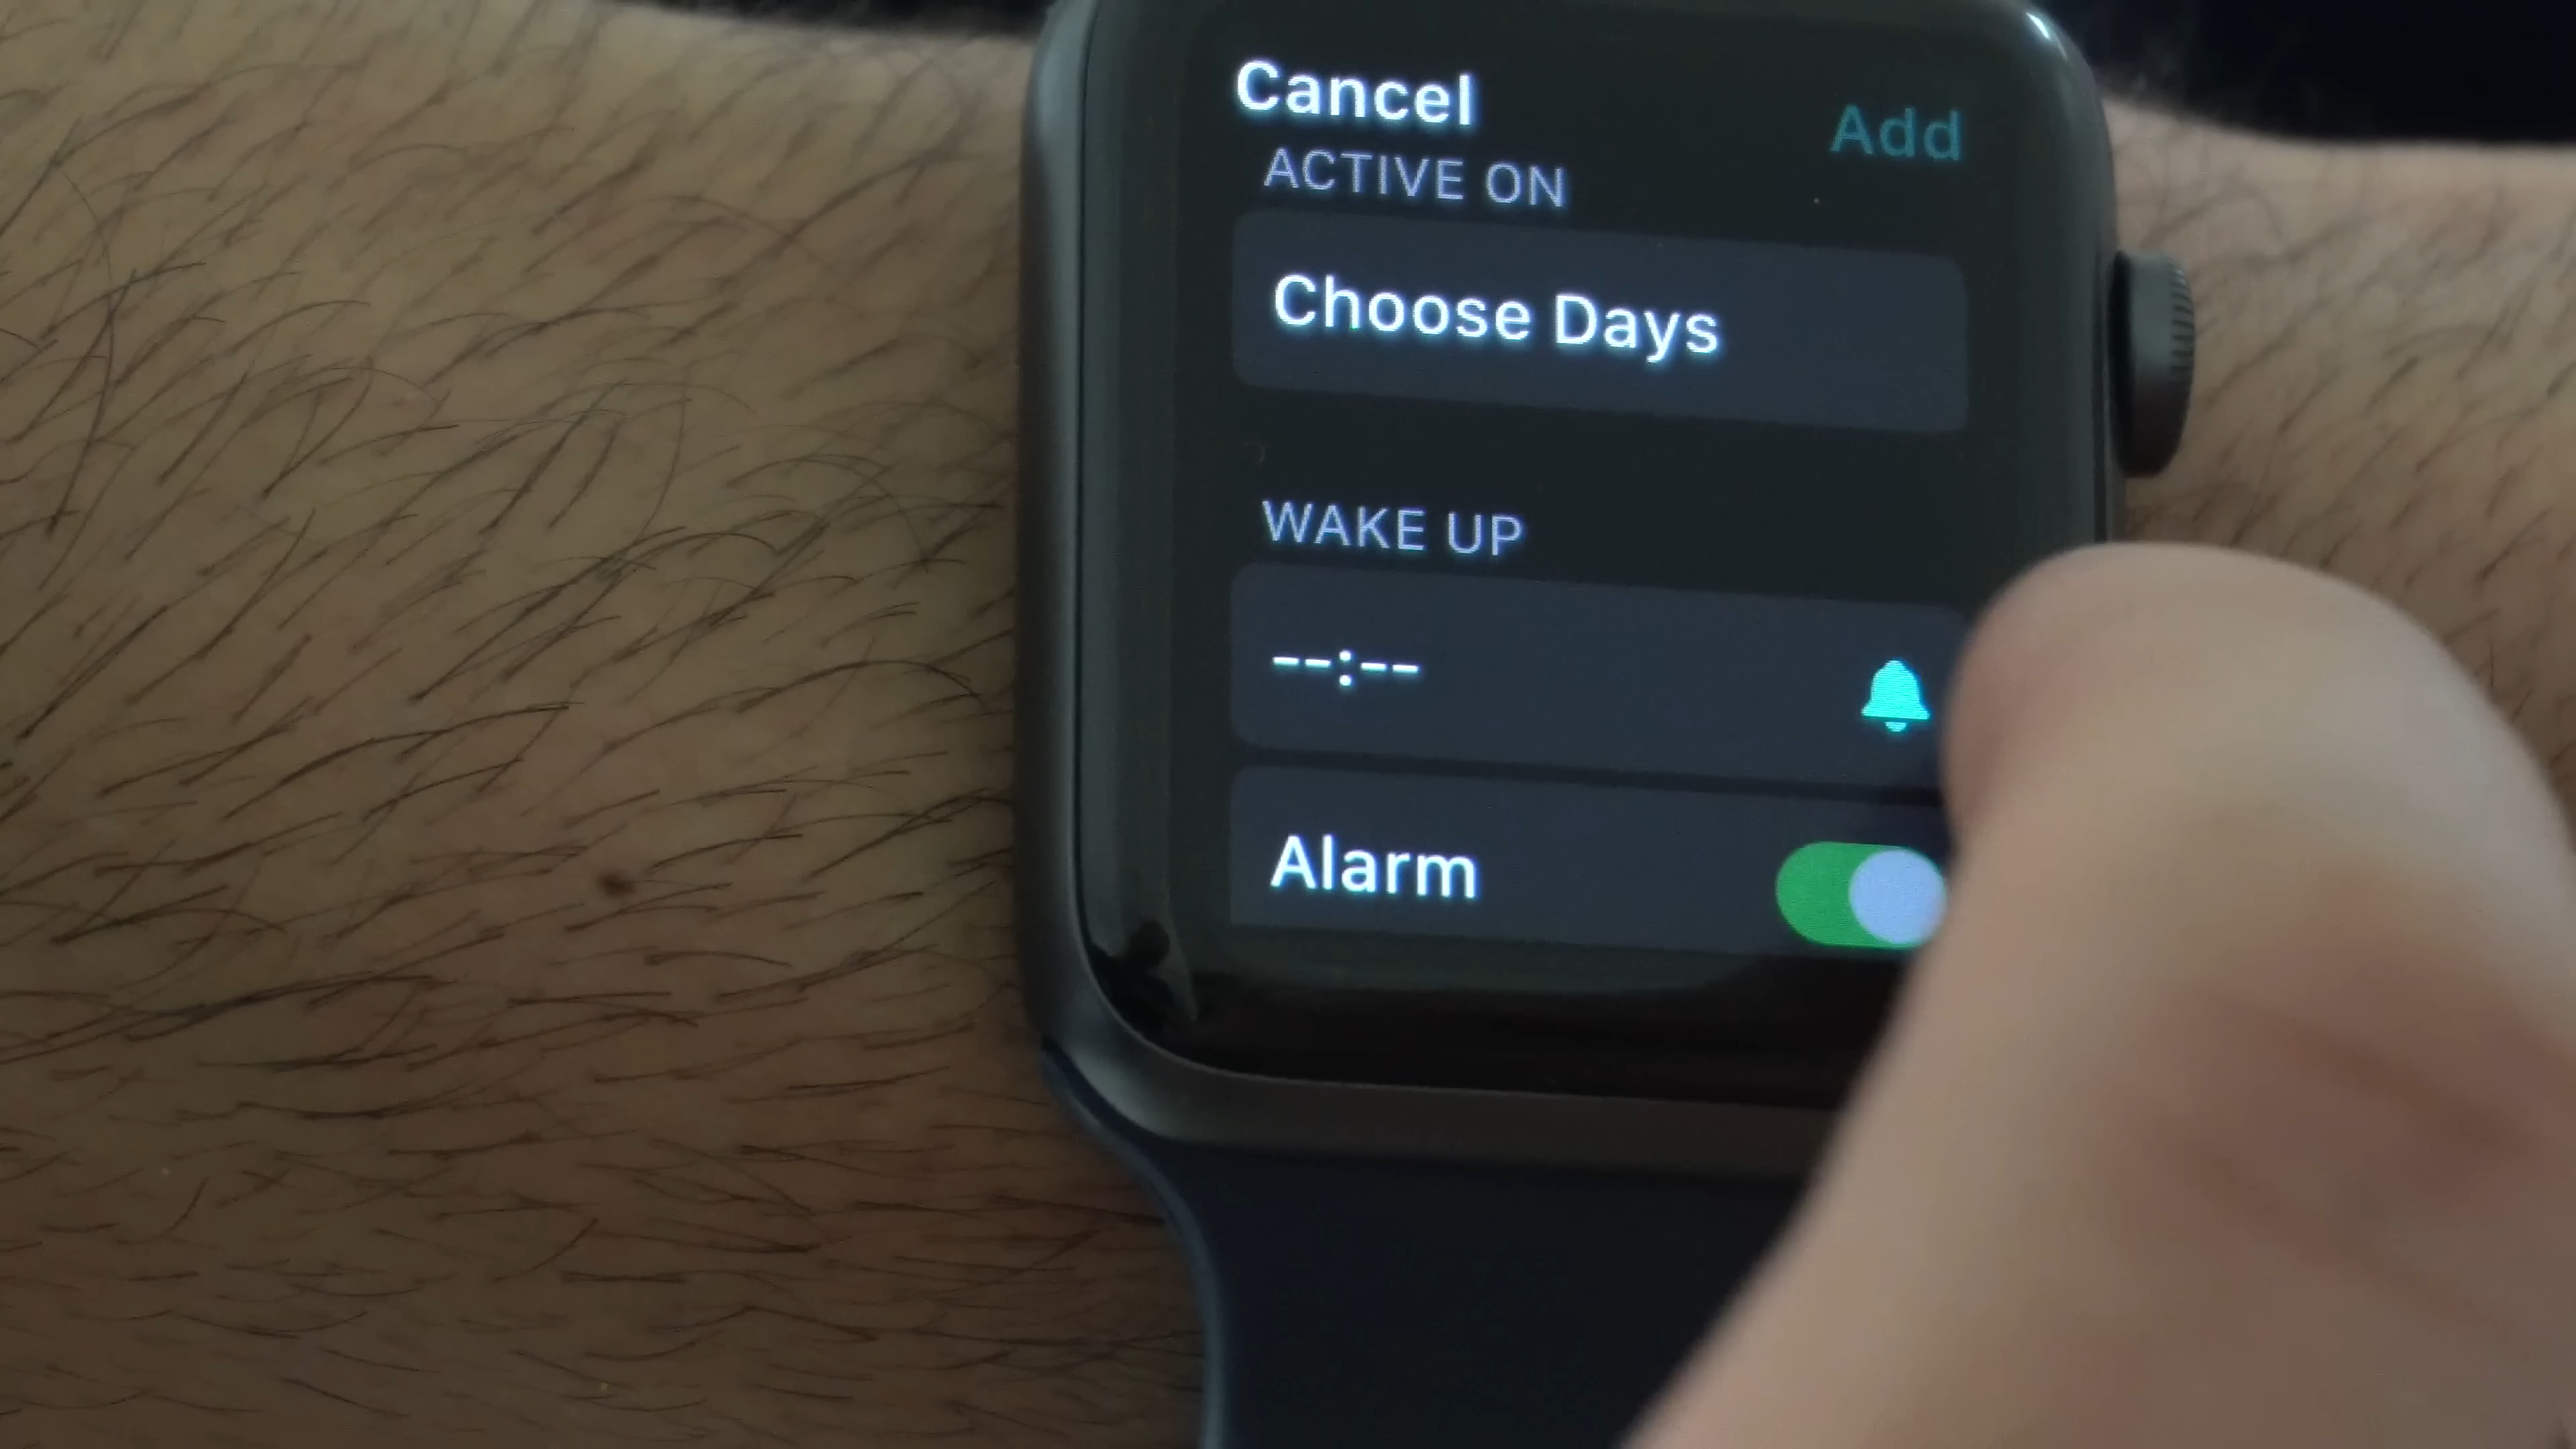 Cancel
Add
ACTIVE ON
Choose Days
WAKE UP
--:--
Alarm